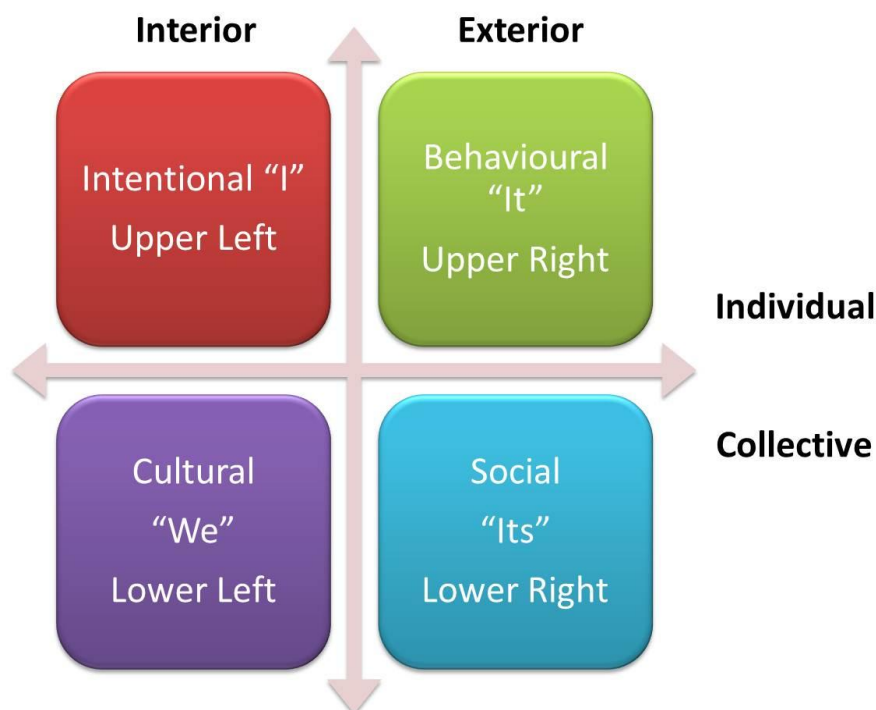 Interior
Exterior
Intentional “I”
Upper Left
Behavioural
“It”
Upper Right
Individual
Collective
Cultural
“We”
Lower Left
Social
“Its”
Lower Right